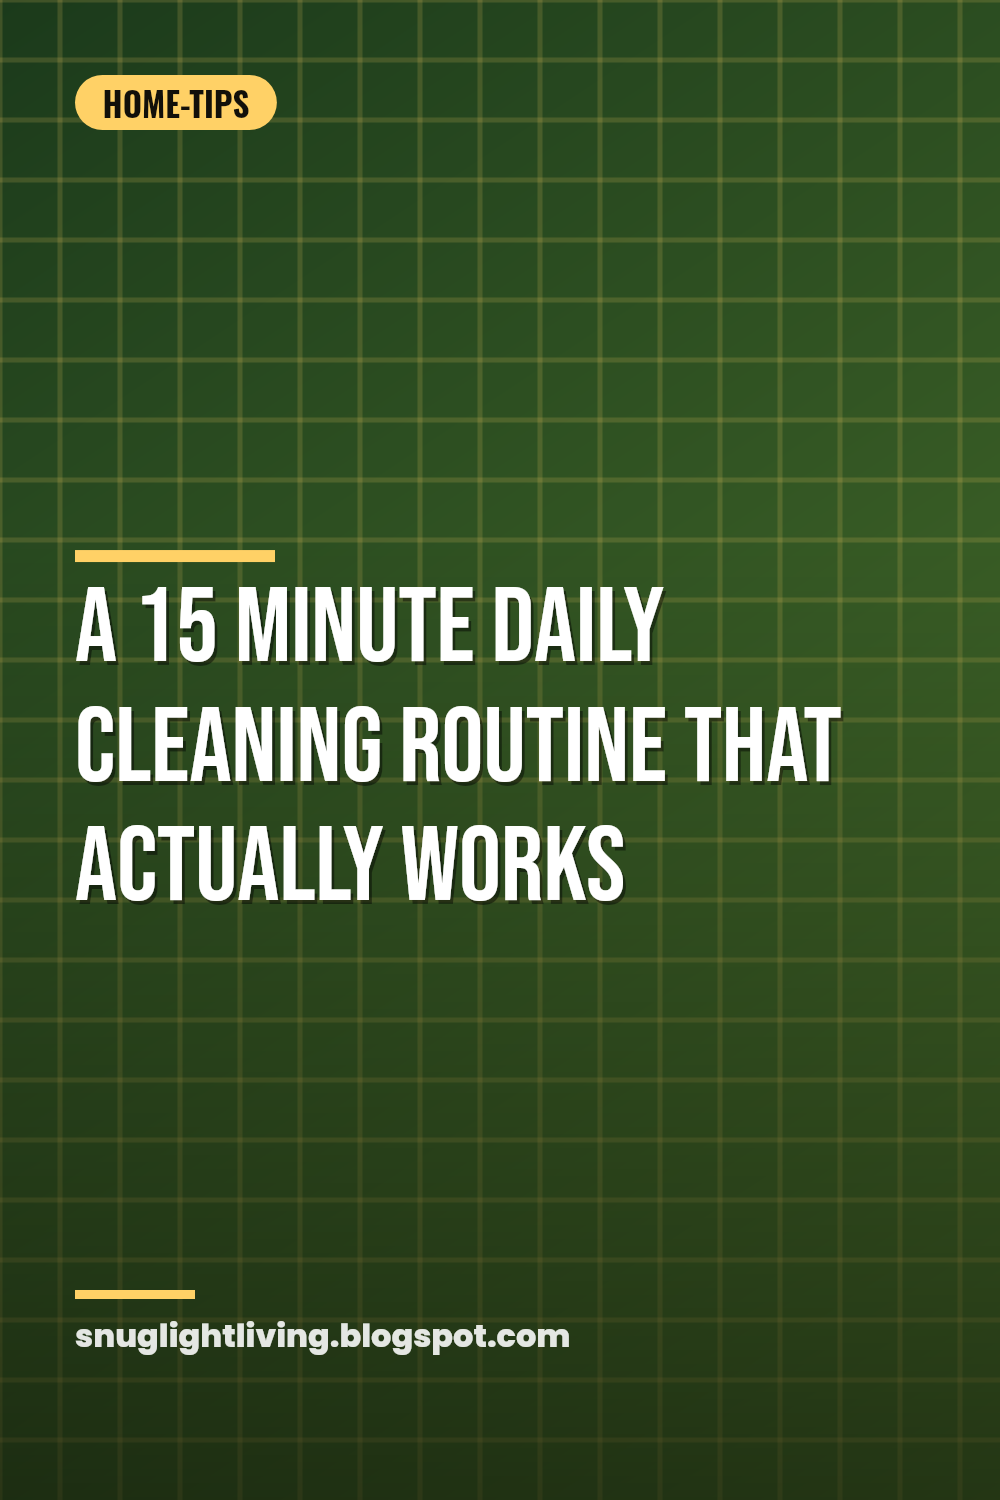 HOME-TIPS
A 15 MINUTE DAILY
CLEANING ROUTINE THAT
ACTUALLY WORKS
snuglightliving.blogspot.com